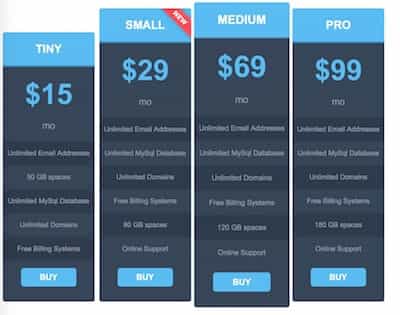 TINY
$15
mo
Unlimited Email Addresses
50 GB spaces
Unlimited MySql Database
Unlimited Domains
Free Billing Systems
BUY
SMALL
NEW
$29
mo
Unlimited Email Addresses
Unlimited MySql Database
Unlimited Domains
Free Billing Systems
80 GB spaces
Online Support
BUY
MEDIUM
$69
mo
Unlimited Email Addresses
Unlimited MySql Database
Unlimited Domains
Free Billing Systems
120 GB spaces
Online Support
BUY
PRO
$99
mo
Unlimited Email Addresses
Unlimited MySql Database
Unlimited Domains
Free Billing Systems
180 GB spaces
Online Support
BUY